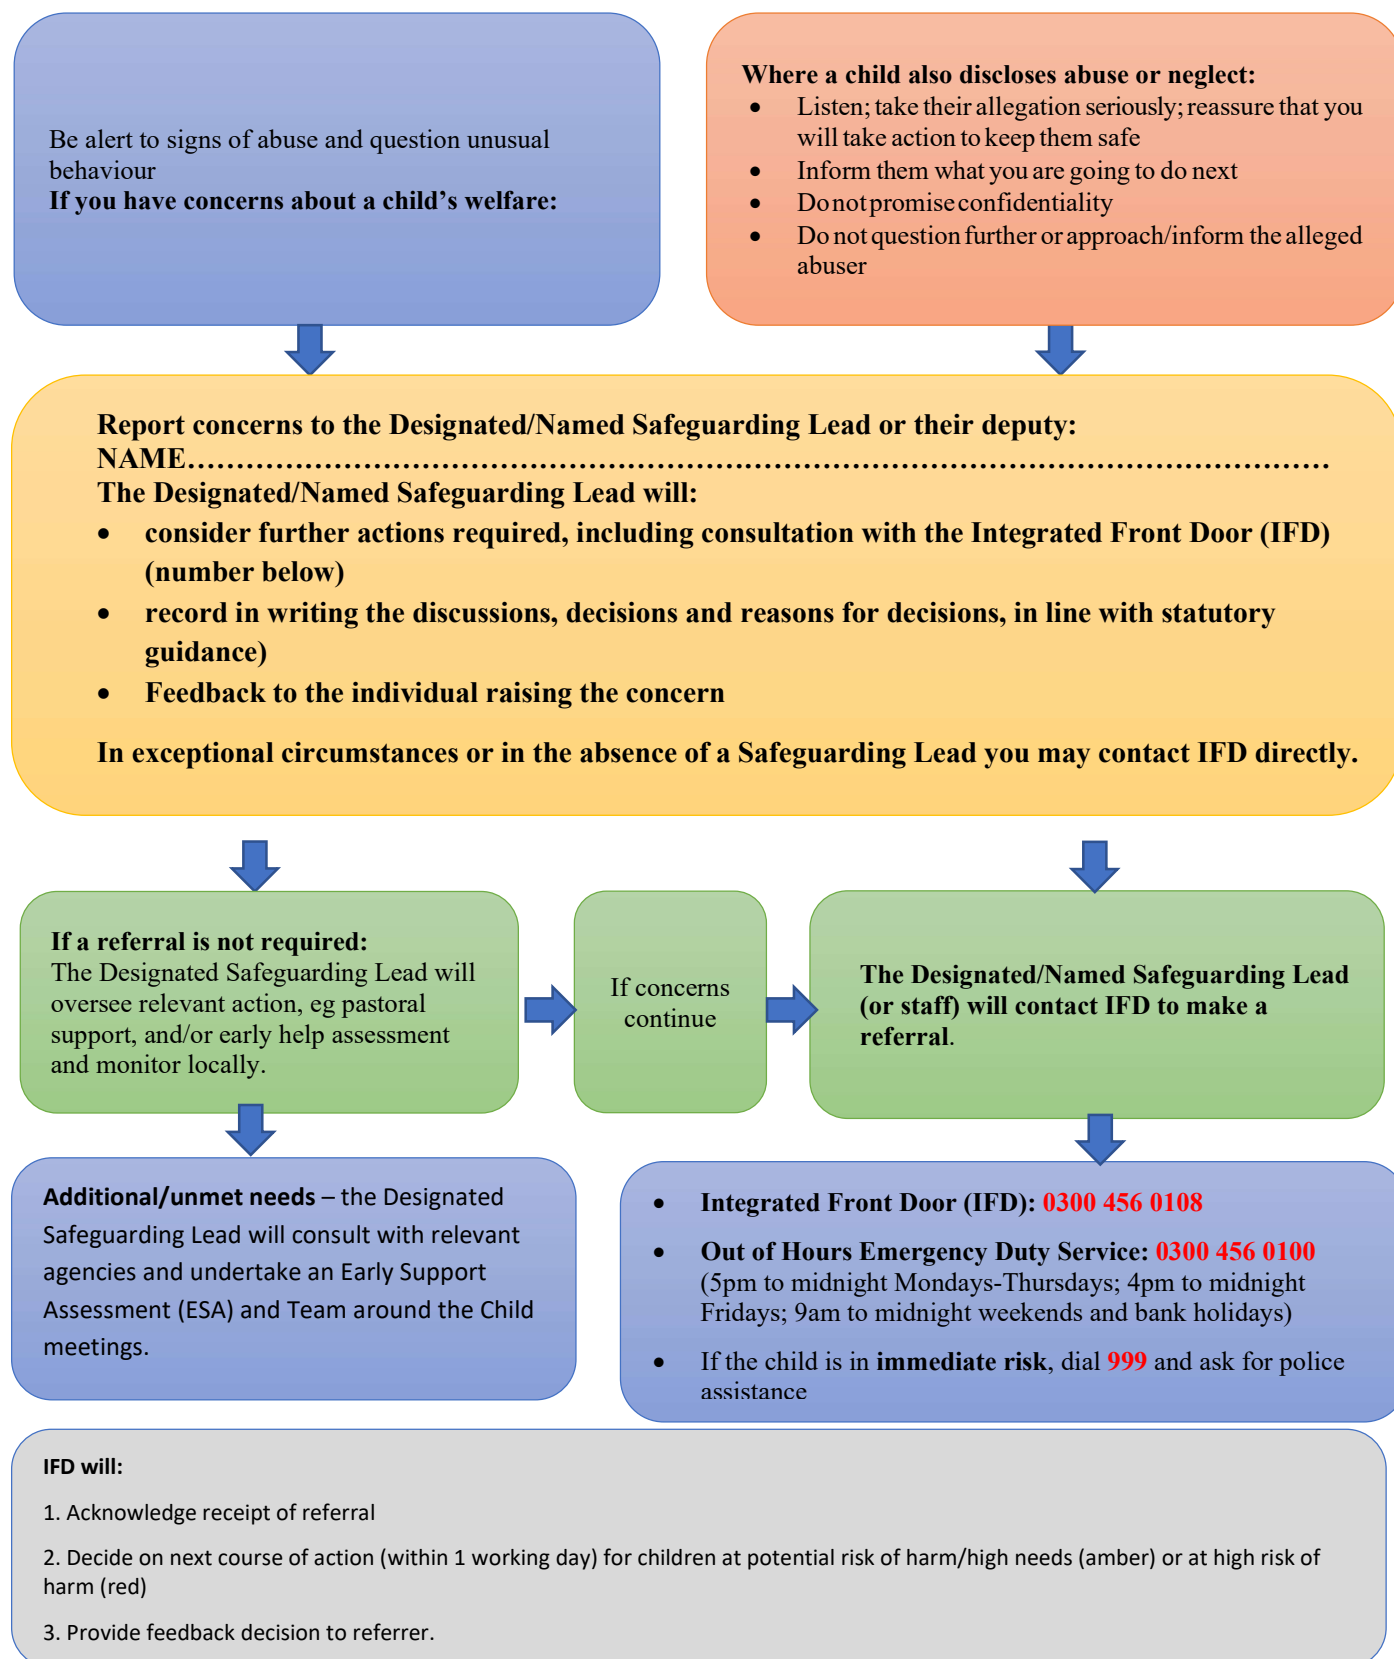 Be alert to signs of abuse and question unusual
behaviour
If you have concerns about a child’s welfare:
Where a child also discloses abuse or neglect:
• Listen; take their allegation seriously; reassure that you
will take action to keep them safe
• Inform them what you are going to do next
• Do not promise confidentiality
• Do not question further or approach/inform the alleged
abuser
Report concerns to the Designated/Named Safeguarding Lead or their deputy:
NAME……………………………………………………………………………………………………
The Designated/Named Safeguarding Lead will:
• consider further actions required, including consultation with the Integrated Front Door (IFD)
(number below)
• record in writing the discussions, decisions and reasons for decisions, in line with statutory
guidance)
• Feedback to the individual raising the concern
In exceptional circumstances or in the absence of a Safeguarding Lead you may contact IFD directly.
If a referral is not required:
The Designated Safeguarding Lead will
oversee relevant action, eg pastoral
support, and/or early help assessment
and monitor locally.
If concerns
continue
The Designated/Named Safeguarding Lead
(or staff) will contact IFD to make a
referral.
Additional/unmet needs – the Designated
Safeguarding Lead will consult with relevant
agencies and undertake an Early Support
Assessment (ESA) and Team around the Child
meetings.
• Integrated Front Door (IFD): 0300 456 0108
• Out of Hours Emergency Duty Service: 0300 456 0100
(5pm to midnight Mondays-Thursdays; 4pm to midnight
Fridays; 9am to midnight weekends and bank holidays)
• If the child is in immediate risk, dial 999 and ask for police
assistance
IFD will:
1. Acknowledge receipt of referral
2. Decide on next course of action (within 1 working day) for children at potential risk of harm/high needs (amber) or at high risk of
harm (red)
3. Provide feedback decision to referrer.